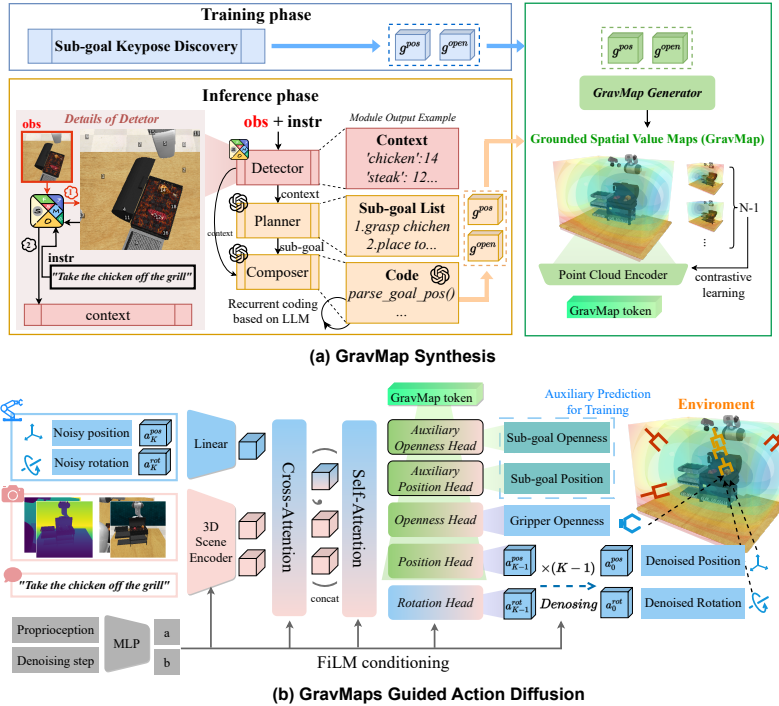 Training phase
Sub-goal Keypose Discovery
g^pos
g^open
Inference phase
Details of Detetor
obs
1
2
instr
"Take the chicken off the grill"
context
obs + instr
Detector
context
Planner
context
sub-goal
Composer
Recurrent coding
based on LLM
Module Output Example
Context
'chicken':14
'steak': 12...
Sub-goal List
1.grasp chichen
2.place to...
Code
parse_goal_pos()
...
g^pos
g^open
g^pos
g^open
GravMap Generator
Grounded Spatial Value Maps (GravMap)
N-1
⋮
Point Cloud Encoder
contrastive
learning
GravMap token
(a) GravMap Synthesis
Noisy position
a_K^pos
Noisy rotation
a_K^rot
"Take the chicken off the grill"
Linear
3D
Scene
Encoder
Cross-Attention
,
concat
Self-Attention
GravMap token
Auxiliary
Openness Head
Auxiliary
Position Head
Openness Head
Position Head
Rotation Head
Auxiliary Prediction
for Training
Sub-goal Openness
Sub-goal Position
Gripper Openness
a_{K-1}^pos
×(K − 1)
a_0^pos
Denoised Position
a_{K-1}^rot
Denosing
a_0^rot
Denoised Rotation
Enviroment
Proprioception
Denoising step
MLP
a
b
FiLM conditioning
(b) GravMaps Guided Action Diffusion